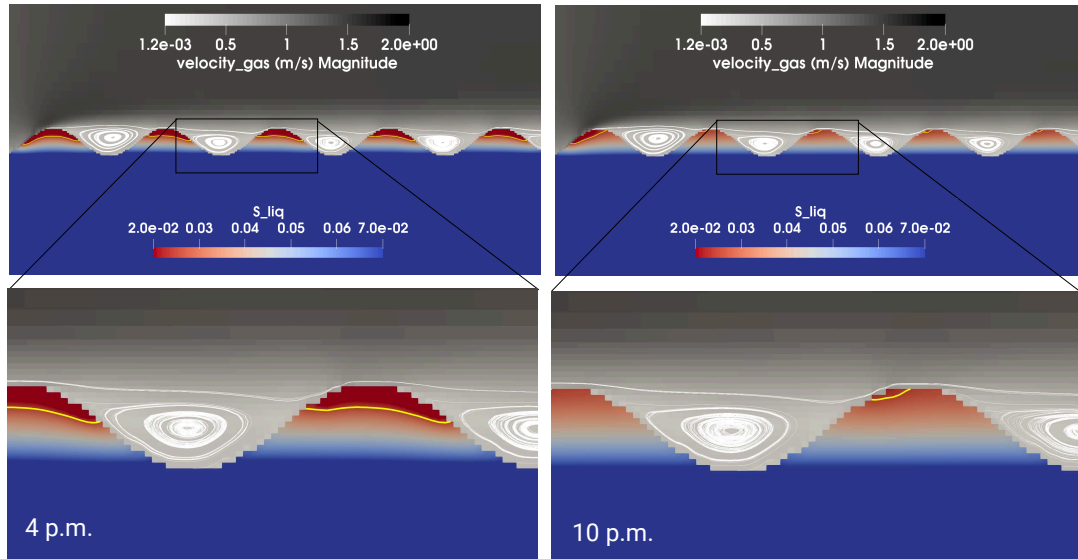 1.2e-03 0.5 1 1.5 2.0e+00
velocity_gas (m/s) Magnitude
S_liq
2.0e-02 0.03 0.04 0.05 0.06 7.0e-02
1.2e-03 0.5 1 1.5 2.0e+00
velocity_gas (m/s) Magnitude
S_liq
2.0e-02 0.03 0.04 0.05 0.06 7.0e-02
4 p.m.
10 p.m.